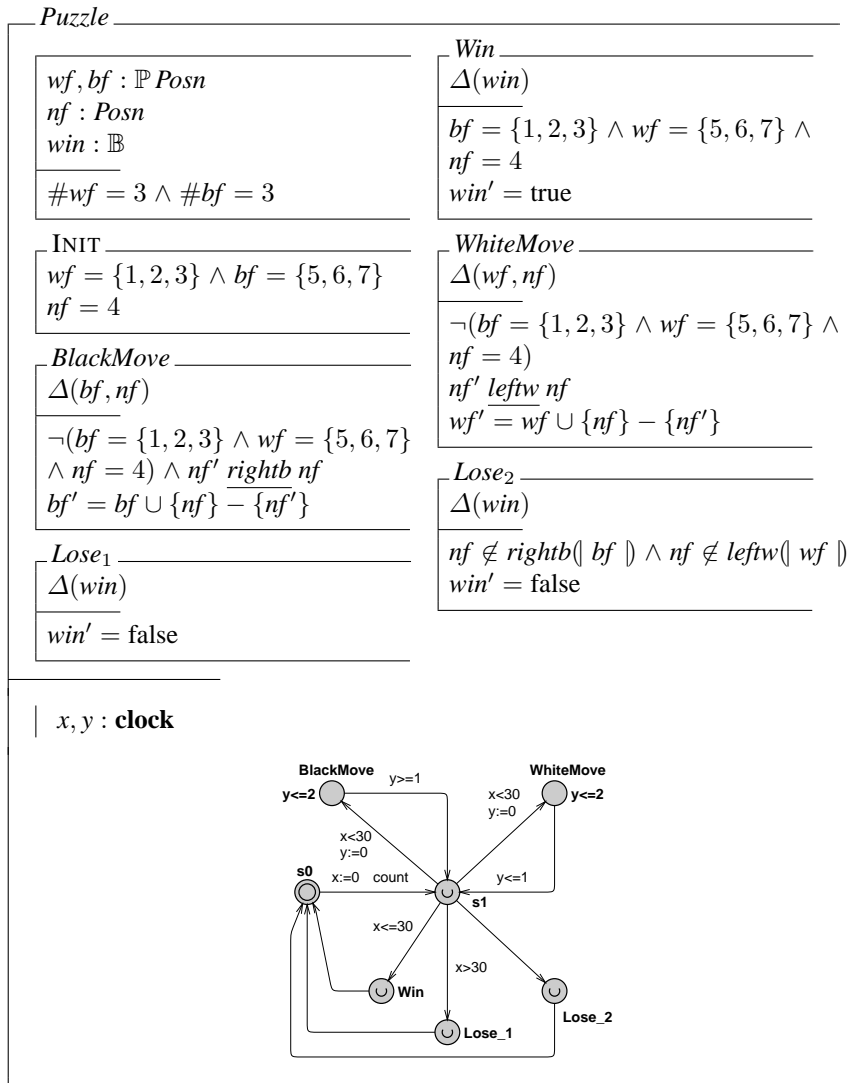 Puzzle
wf, bf : ℙ Posn
nf : Posn
win : 𝔹
#wf = 3 ∧ #bf = 3
INIT
wf = {1, 2, 3} ∧ bf = {5, 6, 7}
nf = 4
BlackMove
Δ(bf, nf)
¬(bf = {1, 2, 3} ∧ wf = {5, 6, 7}
∧ nf = 4) ∧ nf′ rightb nf
bf′ = bf ∪ {nf} − {nf′}
Lose₁
Δ(win)
win′ = false
Win
Δ(win)
bf = {1, 2, 3} ∧ wf = {5, 6, 7} ∧
nf = 4
win′ = true
WhiteMove
Δ(wf, nf)
¬(bf = {1, 2, 3} ∧ wf = {5, 6, 7} ∧
nf = 4)
nf′ leftw nf
wf′ = wf ∪ {nf} − {nf′}
Lose₂
Δ(win)
nf ∉ rightb⦇ bf ⦈ ∧ nf ∉ leftw⦇ wf ⦈
win′ = false
x, y : clock
BlackMove
y>=1
WhiteMove
y<=2
x<30
y:=0
y<=2
x<30
y:=0
s0
x:=0 count
y<=1
s1
x<=30
x>30
Win
Lose_1
Lose_2